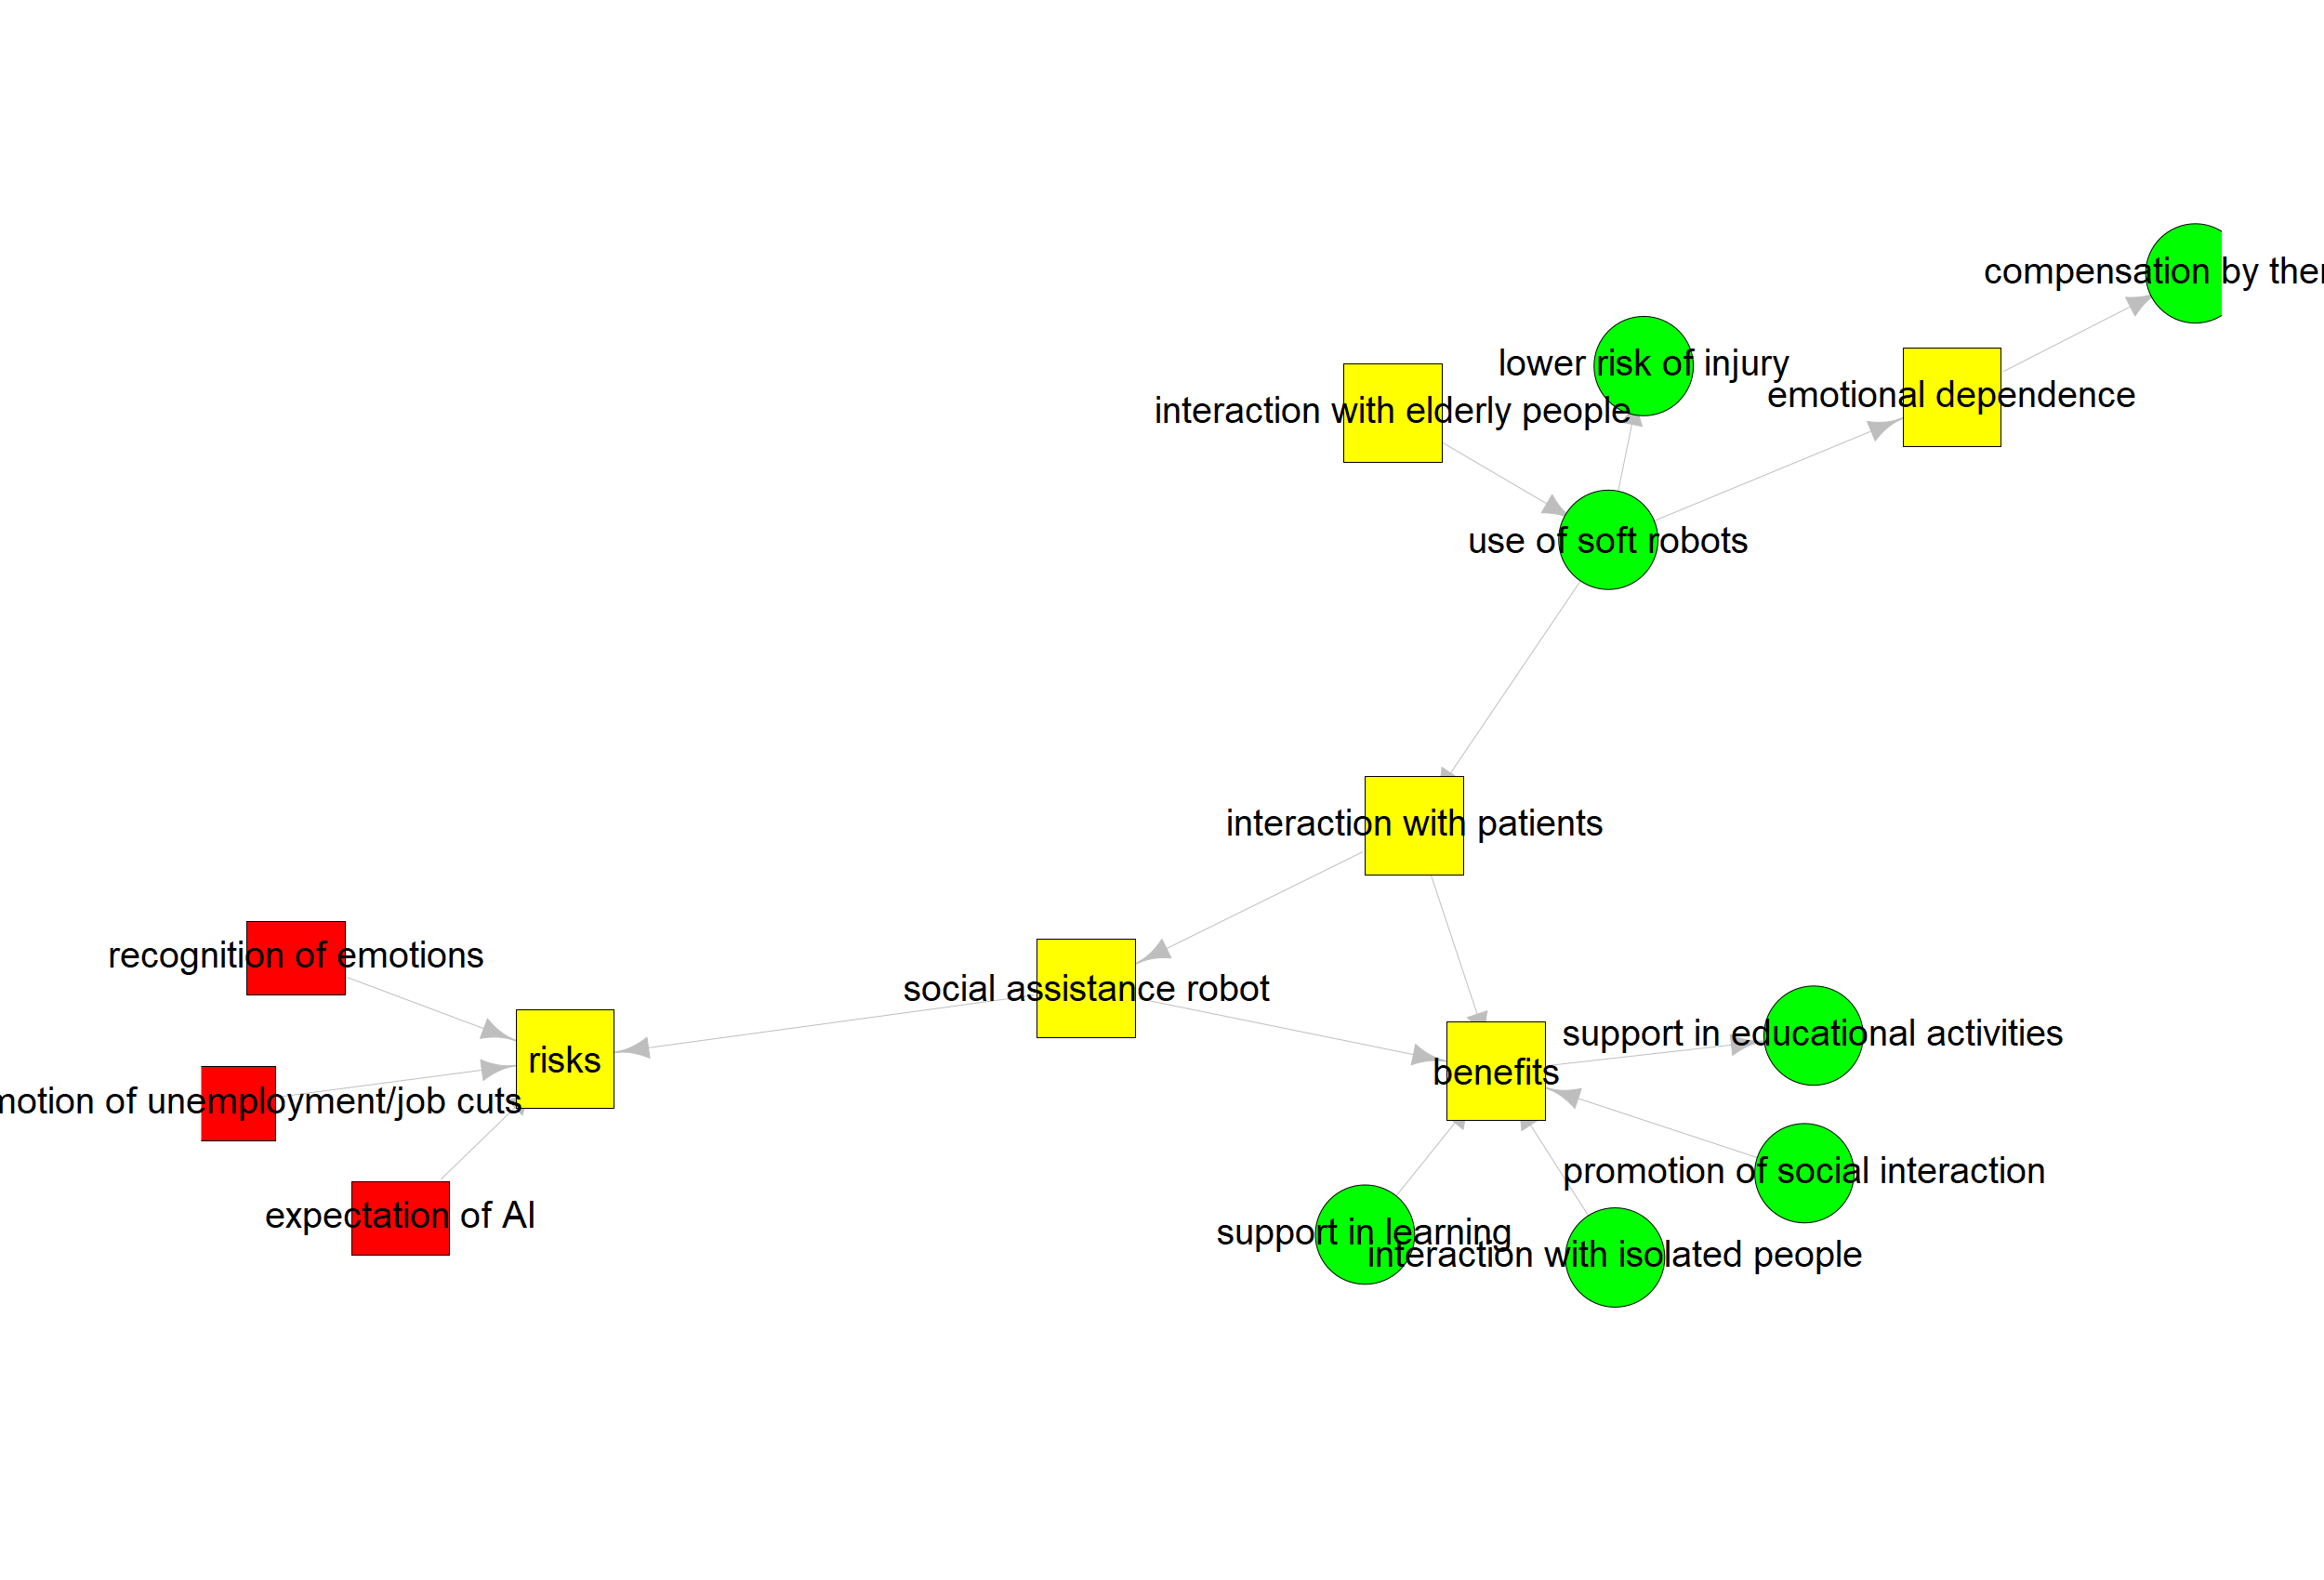 compensation by
lower risk of injury
emotional dependence
interaction with elderly people
use of soft robots
interaction with patients
recognition of emotions
social assistance robot
support in educational activities
risks
benefits
of unemployment/job cuts
promotion of social interaction
expectation of AI
support in learning
interaction with isolated people